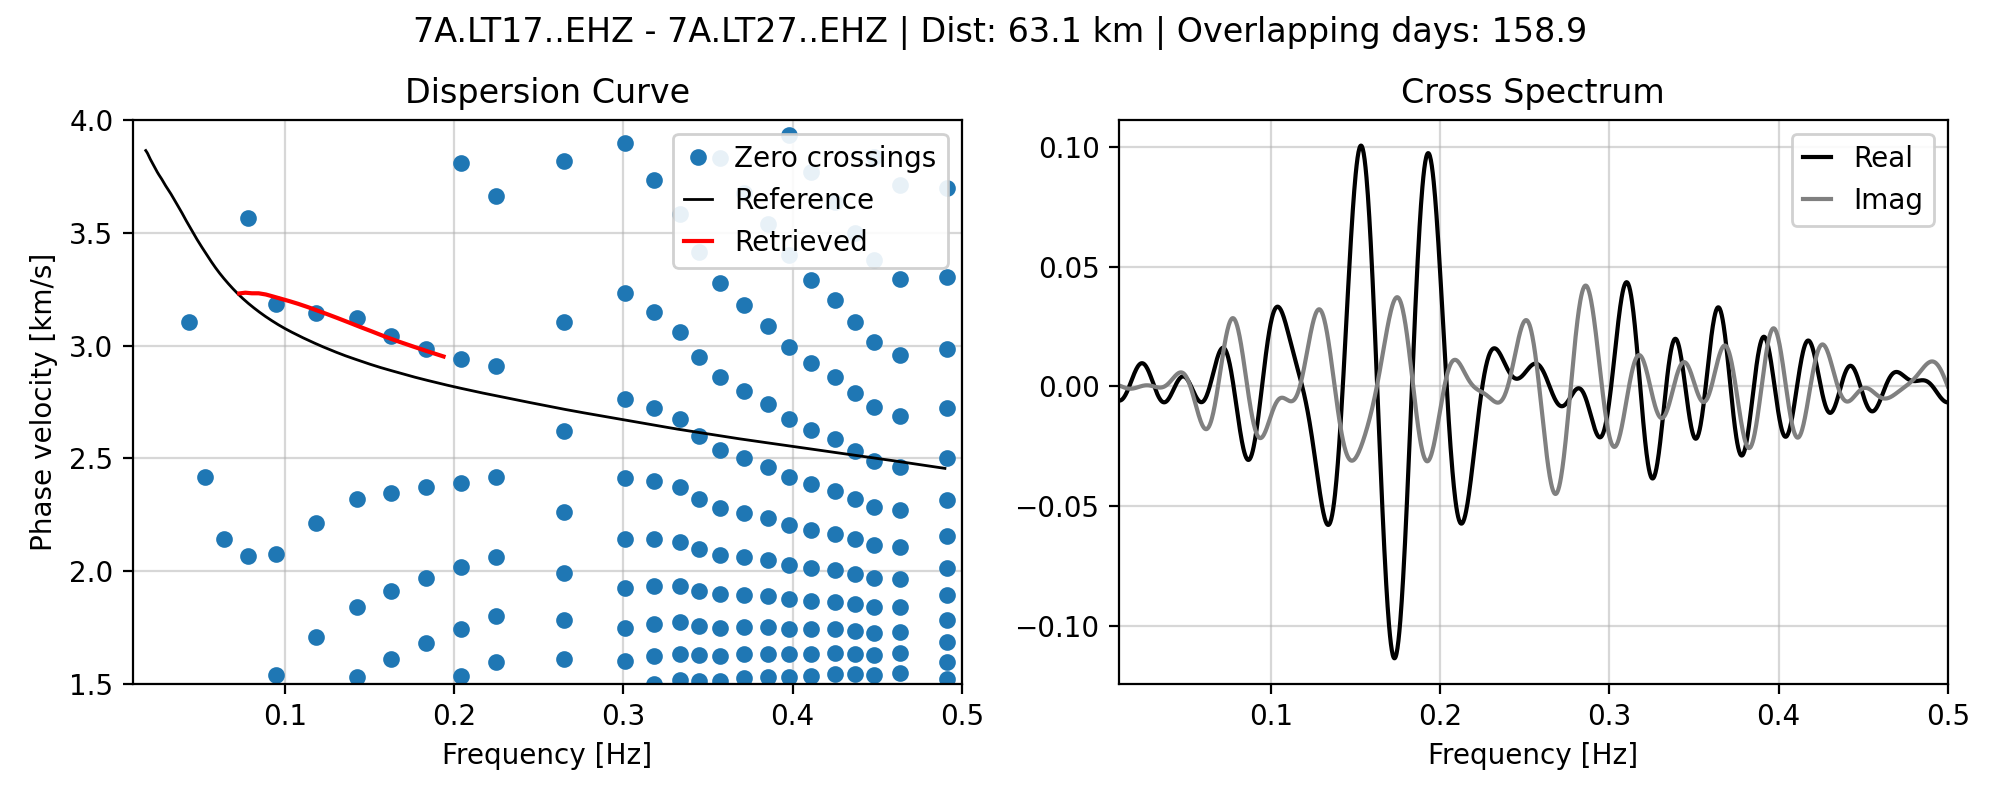 7A.LT17..EHZ - 7A.LT27..EHZ | Dist: 63.1 km | Overlapping days: 158.9
Dispersion Curve
4.0
3.5
3.0
2.5
2.0
1.5
Phase velocity [km/s]
Zero crossings
Reference
Retrieved
0.1
0.2
0.3
0.4
0.5
Frequency [Hz]
Cross Spectrum
0.10
0.05
0.00
−0.05
−0.10
Real
Imag
0.1
0.2
0.3
0.4
0.5
Frequency [Hz]